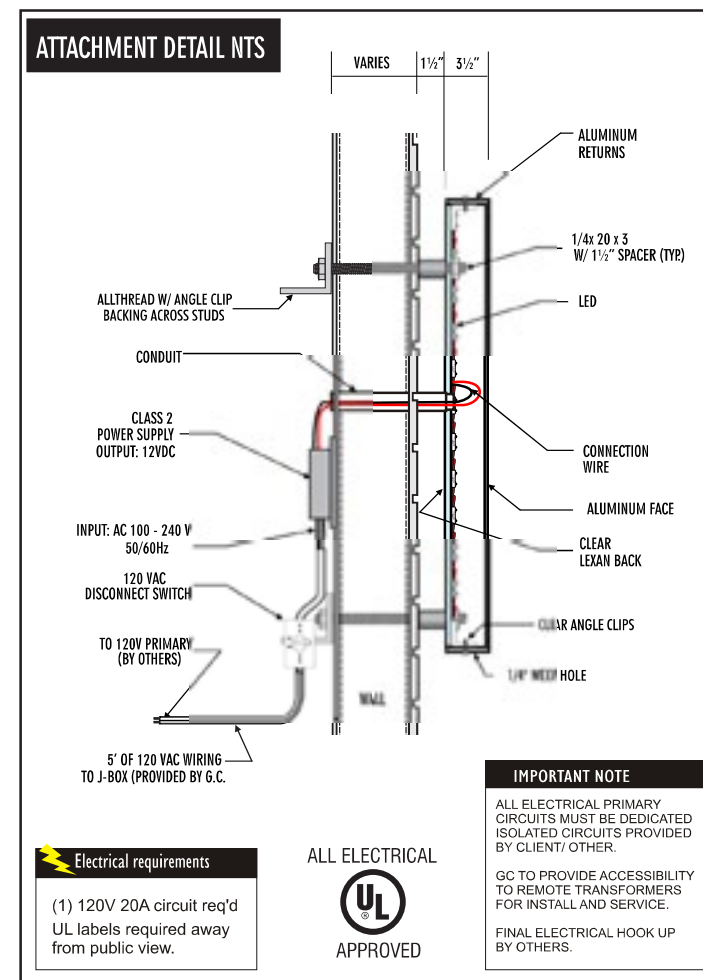 ATTACHMENT DETAIL NTS
VARIES
1½"
3½"
ALUMINUM
RETURNS
1/4x 20 x 3
W/ 1½" SPACER (TYP.)
LED
ALLTHREAD W/ ANGLE CLIP
BACKING ACROSS STUDS
CONDUIT
CLASS 2
POWER SUPPLY
OUTPUT: 12VDC
CONNECTION
WIRE
ALUMINUM FACE
INPUT: AC 100 - 240 V
50/60Hz
CLEAR
LEXAN BACK
120 VAC
DISCONNECT SWITCH
ANGLE CLIPS
TO 120V PRIMARY
(BY OTHERS)
1/4" HOLE
WALL
5' OF 120 VAC WIRING
TO J-BOX (PROVIDED BY G.C.
IMPORTANT NOTE
ALL ELECTRICAL PRIMARY
CIRCUITS MUST BE DEDICATED
ISOLATED CIRCUITS PROVIDED
BY CLIENT/ OTHER.
GC TO PROVIDE ACCESSIBILITY
TO REMOTE TRANSFORMERS
FOR INSTALL AND SERVICE.
FINAL ELECTRICAL HOOK UP
BY OTHERS.
Electrical requirements
(1) 120V 20A circuit req'd
UL labels required away
from public view.
ALL ELECTRICAL
UL
®
APPROVED